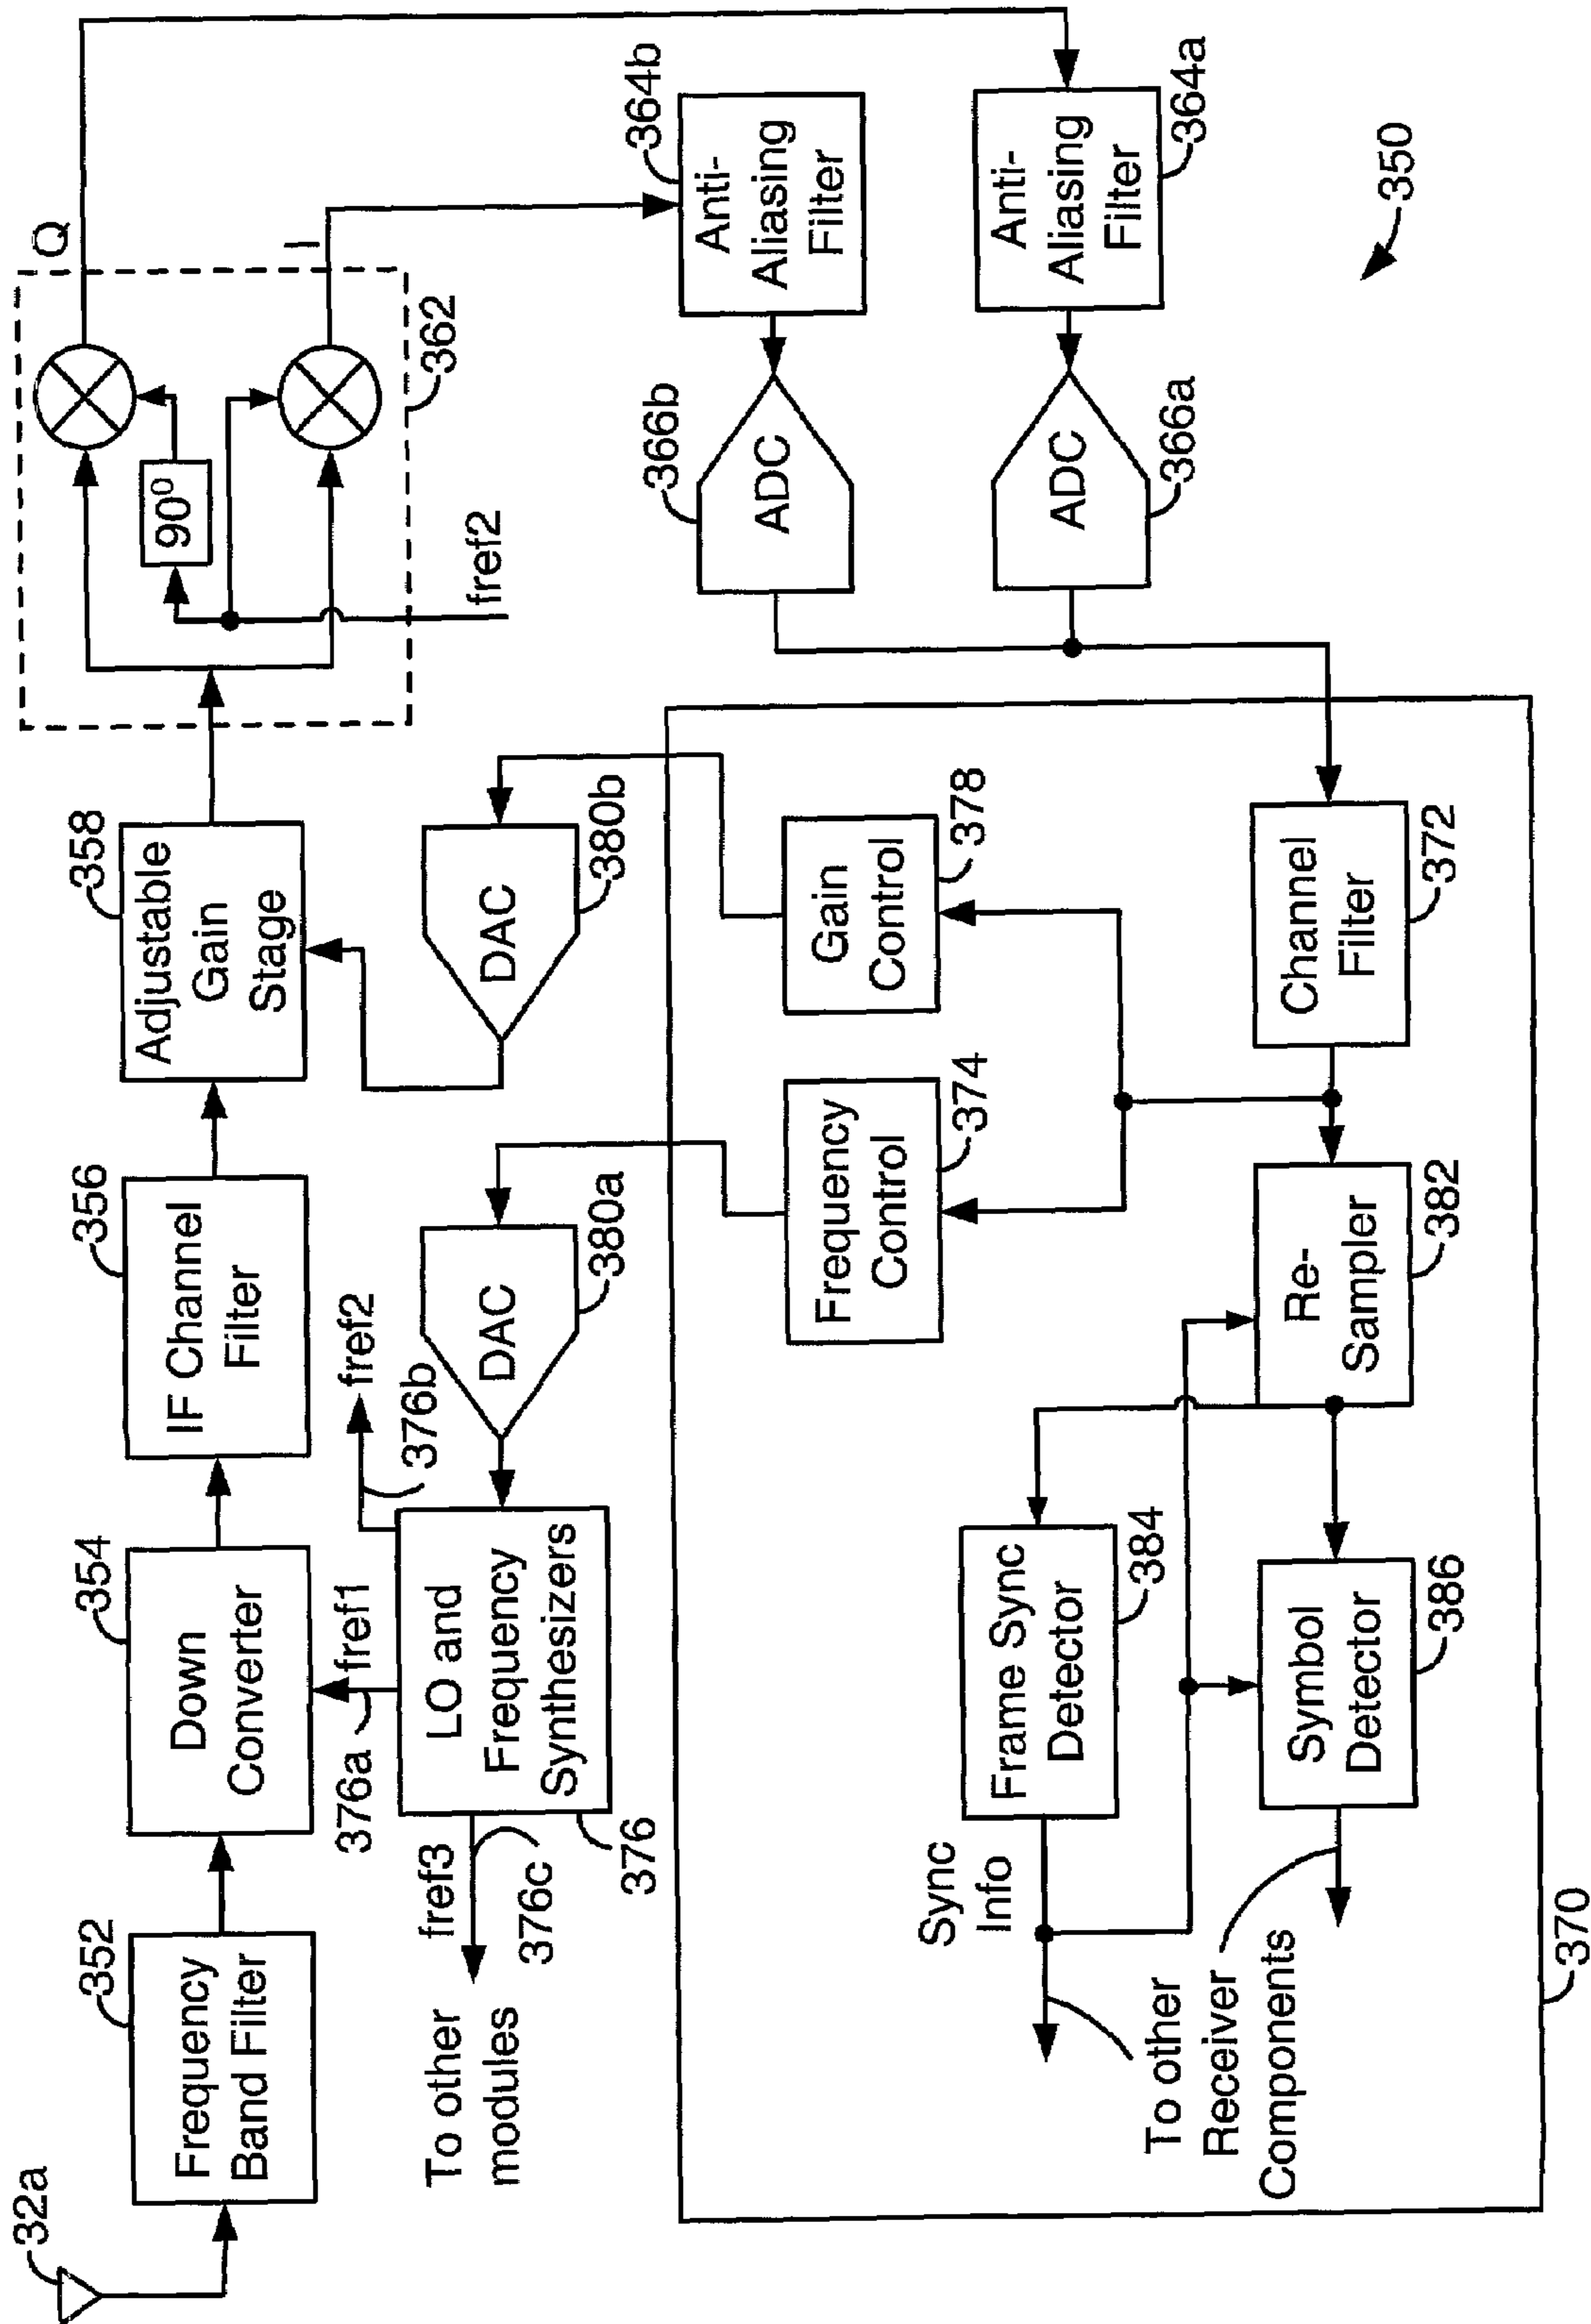 32a
352
Frequency
Band Filter
354
Down
Converter
356
IF Channel
Filter
358
Adjustable
Gain
Stage
Q
90⁰
I
362
fref2
376a
fref1
fref2
376b
LO and
Frequency
Synthesizers
376
fref3
376c
To other
modules
DAC
380a
DAC
380b
364b
Anti-
Aliasing
Filter
366b
ADC
364a
Anti-
Aliasing
Filter
366a
ADC
Frequency
Control
374
Gain
Control
378
Channel
Filter
372
Re-
Sampler
382
Frame Sync
Detector
384
Symbol
Detector
386
Sync
Info
To other
Receiver
Components
370
350